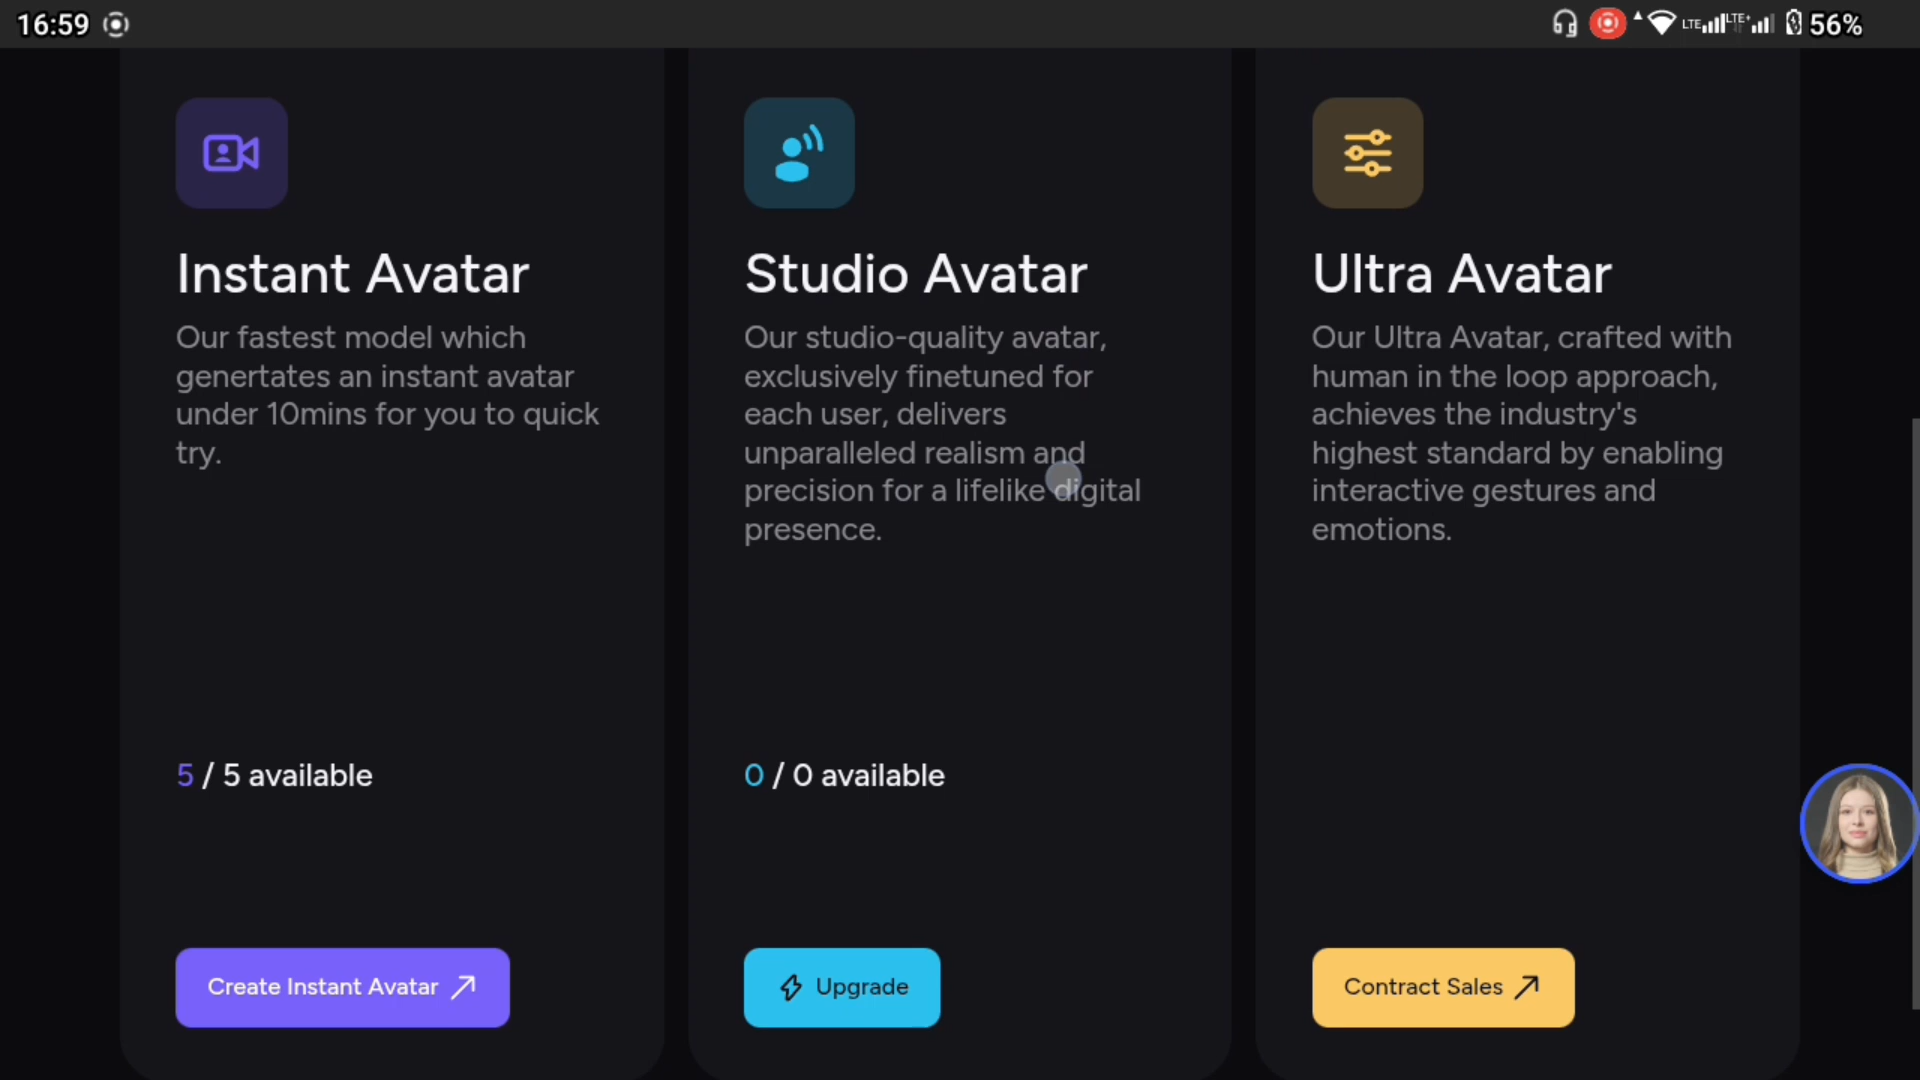 16:59
LTE LTE+ 56%
Instant Avatar
Our fastest model which
genertates an instant avatar
under 10mins for you to quick
try.
5 / 5 available
Create Instant Avatar
Studio Avatar
Our studio-quality avatar,
exclusively finetuned for
each user, delivers
unparalleled realism and
precision for a lifelike digital
presence.
0 / 0 available
Upgrade
Ultra Avatar
Our Ultra Avatar, crafted with
human in the loop approach,
achieves the industry's
highest standard by enabling
interactive gestures and
emotions.
Contract Sales